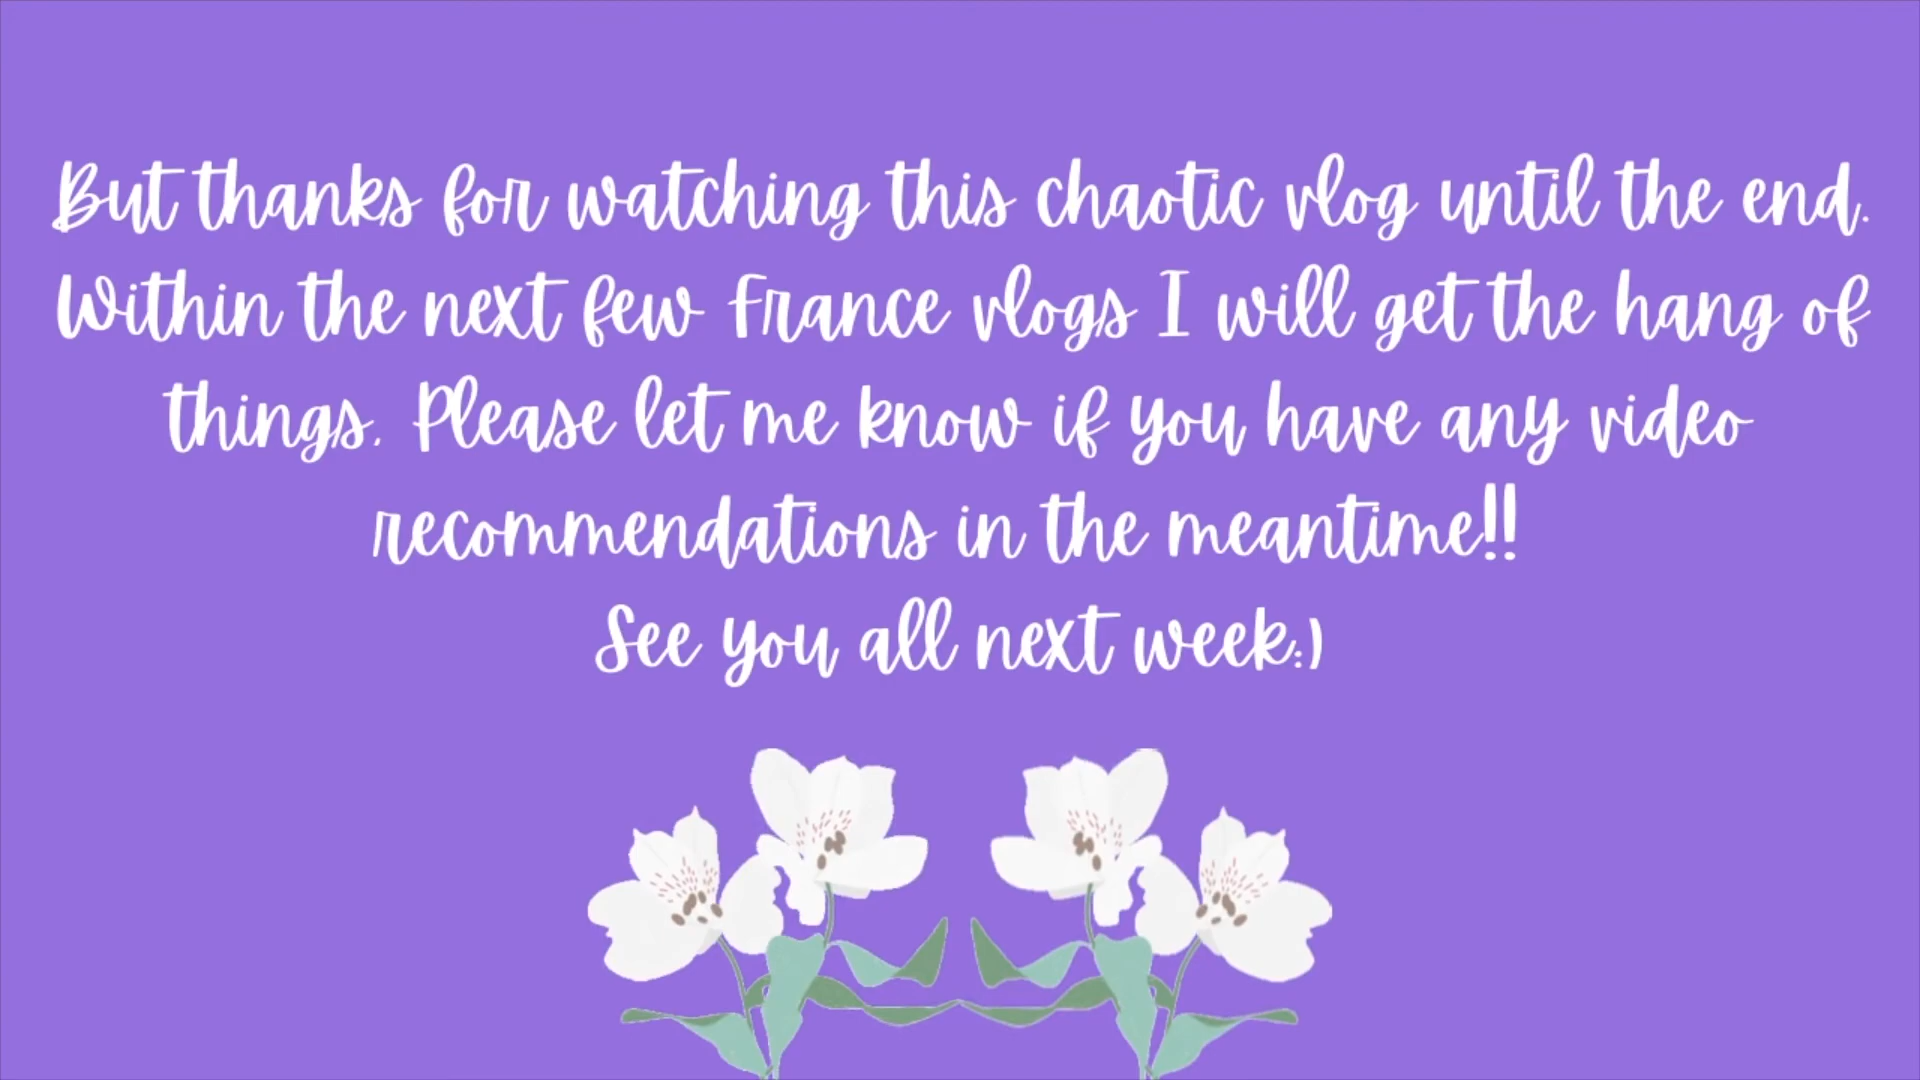 But thanks for watching this chaotic vlog until the end.
Within the next few France vlogs I will get the hang of
things. Please let me know if you have any video
recommendations in the meantime!!
See you all next week:)